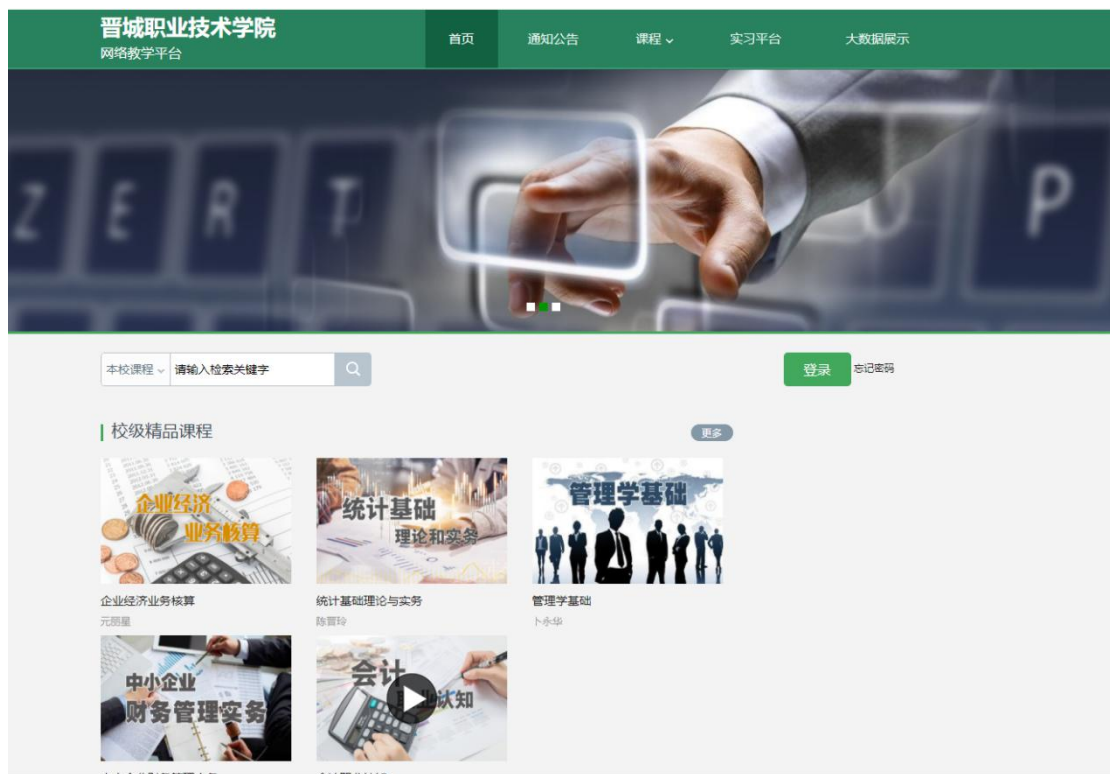 晋城职业技术学院
网络教学平台
首页 通知公告 课程 实习平台 大数据展示
Z E R T O P
本校课程 请输入检索关键字 登录 忘记密码
校级精品课程 更多
企业经济
业务核算
统计基础
理论和实务
管理学基础
企业经济业务核算 统计基础理论与实务 管理学基础
元丽星 陈晋玲 卜永华
中小企业
财务管理实务
会计
职业认知